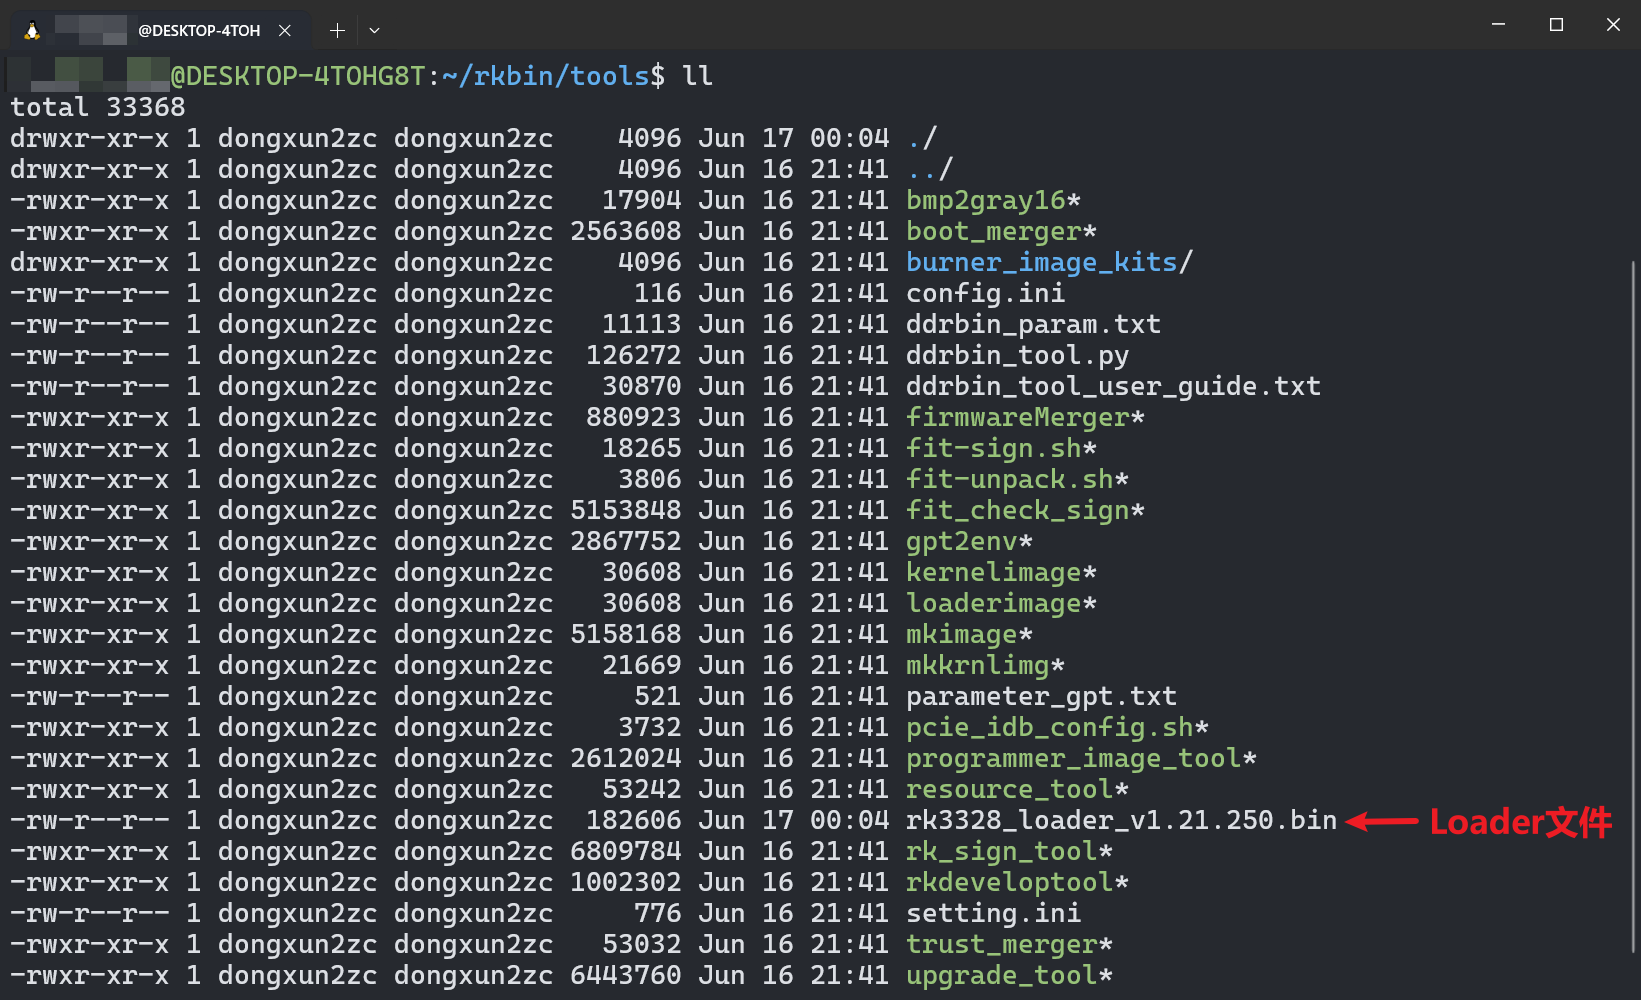 @DESKTOP-4TOH
@DESKTOP-4TOHG8T:~/rkbin/tools$ ll
total 33368
drwxr-xr-x 1 dongxun2zc dongxun2zc    4096 Jun 17 00:04 ./
drwxr-xr-x 1 dongxun2zc dongxun2zc    4096 Jun 16 21:41 ../
-rwxr-xr-x 1 dongxun2zc dongxun2zc   17904 Jun 16 21:41 bmp2gray16*
-rwxr-xr-x 1 dongxun2zc dongxun2zc 2563608 Jun 16 21:41 boot_merger*
drwxr-xr-x 1 dongxun2zc dongxun2zc    4096 Jun 16 21:41 burner_image_kits/
-rw-r--r-- 1 dongxun2zc dongxun2zc     116 Jun 16 21:41 config.ini
-rw-r--r-- 1 dongxun2zc dongxun2zc   11113 Jun 16 21:41 ddrbin_param.txt
-rw-r--r-- 1 dongxun2zc dongxun2zc  126272 Jun 16 21:41 ddrbin_tool.py
-rw-r--r-- 1 dongxun2zc dongxun2zc   30870 Jun 16 21:41 ddrbin_tool_user_guide.txt
-rwxr-xr-x 1 dongxun2zc dongxun2zc  880923 Jun 16 21:41 firmwareMerger*
-rwxr-xr-x 1 dongxun2zc dongxun2zc   18265 Jun 16 21:41 fit-sign.sh*
-rwxr-xr-x 1 dongxun2zc dongxun2zc    3806 Jun 16 21:41 fit-unpack.sh*
-rwxr-xr-x 1 dongxun2zc dongxun2zc 5153848 Jun 16 21:41 fit_check_sign*
-rwxr-xr-x 1 dongxun2zc dongxun2zc 2867752 Jun 16 21:41 gpt2env*
-rwxr-xr-x 1 dongxun2zc dongxun2zc   30608 Jun 16 21:41 kernelimage*
-rwxr-xr-x 1 dongxun2zc dongxun2zc   30608 Jun 16 21:41 loaderimage*
-rwxr-xr-x 1 dongxun2zc dongxun2zc 5158168 Jun 16 21:41 mkimage*
-rwxr-xr-x 1 dongxun2zc dongxun2zc   21669 Jun 16 21:41 mkkrnlimg*
-rw-r--r-- 1 dongxun2zc dongxun2zc     521 Jun 16 21:41 parameter_gpt.txt
-rwxr-xr-x 1 dongxun2zc dongxun2zc    3732 Jun 16 21:41 pcie_idb_config.sh*
-rwxr-xr-x 1 dongxun2zc dongxun2zc 2612024 Jun 16 21:41 programmer_image_tool*
-rwxr-xr-x 1 dongxun2zc dongxun2zc   53242 Jun 16 21:41 resource_tool*
-rw-r--r-- 1 dongxun2zc dongxun2zc  182606 Jun 17 00:04 rk3328_loader_v1.21.250.bin Loader文件
-rwxr-xr-x 1 dongxun2zc dongxun2zc 6809784 Jun 16 21:41 rk_sign_tool*
-rwxr-xr-x 1 dongxun2zc dongxun2zc 1002302 Jun 16 21:41 rkdeveloptool*
-rw-r--r-- 1 dongxun2zc dongxun2zc     776 Jun 16 21:41 setting.ini
-rwxr-xr-x 1 dongxun2zc dongxun2zc   53032 Jun 16 21:41 trust_merger*
-rwxr-xr-x 1 dongxun2zc dongxun2zc 6443760 Jun 16 21:41 upgrade_tool*